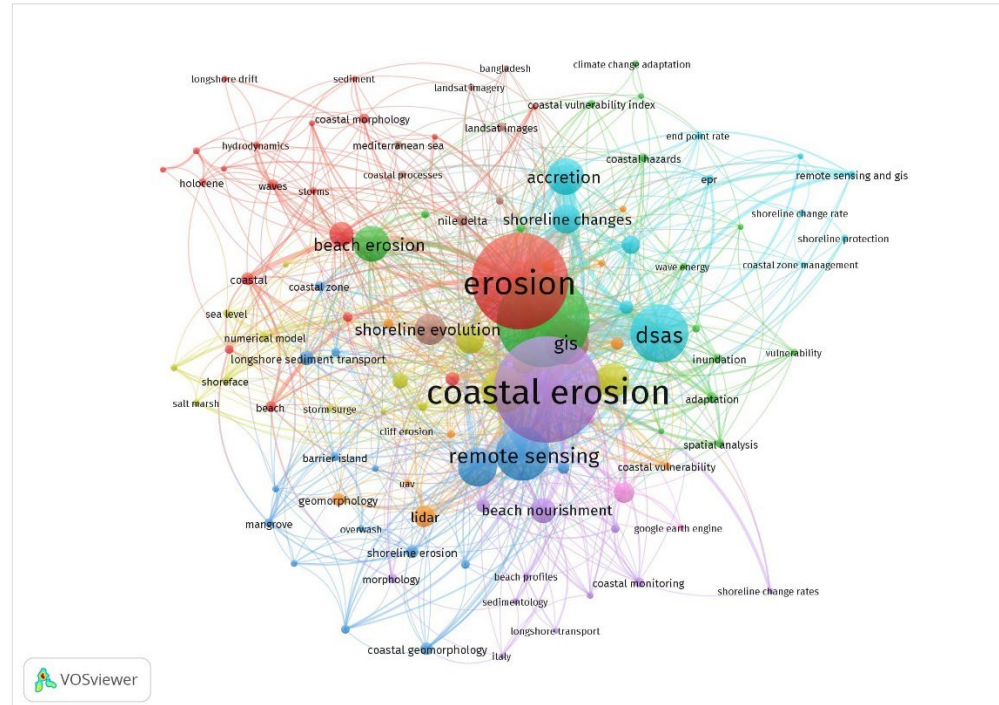 climate change adaptation
bangladesh
longshore drift
sediment
landsat imagery
coastal vulnerability index
coastal morphology
landsat images
end point rate
hydrodynamics
mediterranean sea
coastal hazards
coastal processes
accretion
epr
remote sensing and gis
holocene
waves
storms
nile delta
shoreline changes
shoreline change rate
beach erosion
shoreline protection
coastal
coastal zone
erosion
wave energy
coastal zone management
sea level
shoreline evolution
dsas
numerical model
gis
longshore sediment transport
inundation
vulnerability
shoreface
coastal erosion
salt marsh
beach
storm surge
adaptation
cliff erosion
spatial analysis
barrier island
remote sensing
coastal vulnerability
uav
geomorphology
lidar
beach nourishment
mangrove
overwash
google earth engine
shoreline erosion
morphology
beach profiles
coastal monitoring
shoreline change rates
sedimentology
longshore transport
coastal geomorphology
italy
VOSviewer